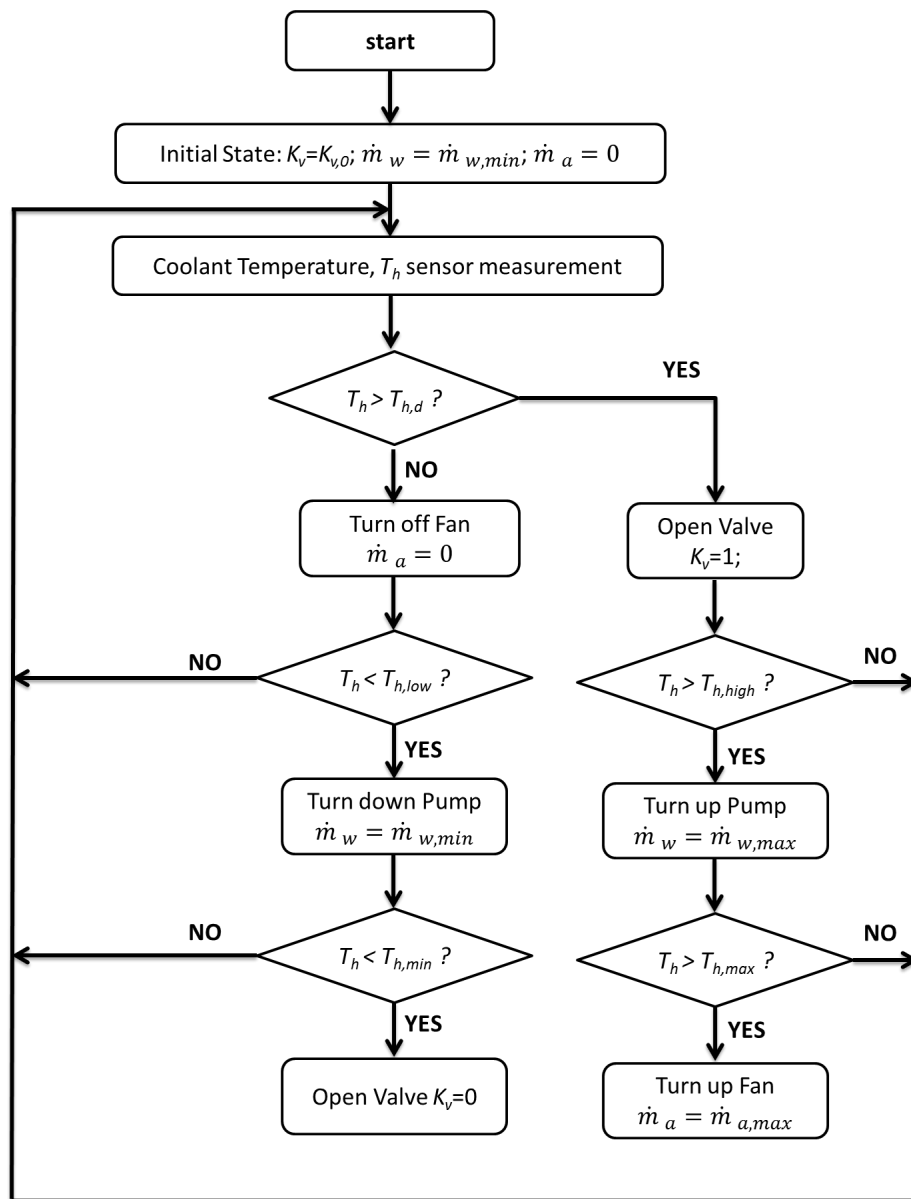 start
Initial State: Kv=Kv,0; ṁ w = ṁ w,min; ṁ a = 0
Coolant Temperature, Th sensor measurement
Th > Th,d ?
YES
NO
Turn off Fan
ṁ a = 0
Open Valve
Kv=1;
NO
Th < Th,low ?
Th > Th,high ?
NO
YES
YES
Turn down Pump
ṁ w = ṁ w,min
Turn up Pump
ṁ w = ṁ w,max
NO
Th < Th,min ?
Th > Th,max ?
NO
YES
YES
Open Valve Kv=0
Turn up Fan
ṁ a = ṁ a,max